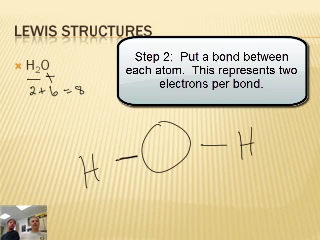 LEWIS STRUCTURES
H₂O
2+6=8
Step 2: Put a bond between
each atom. This represents two
electrons per bond.
H - O - H